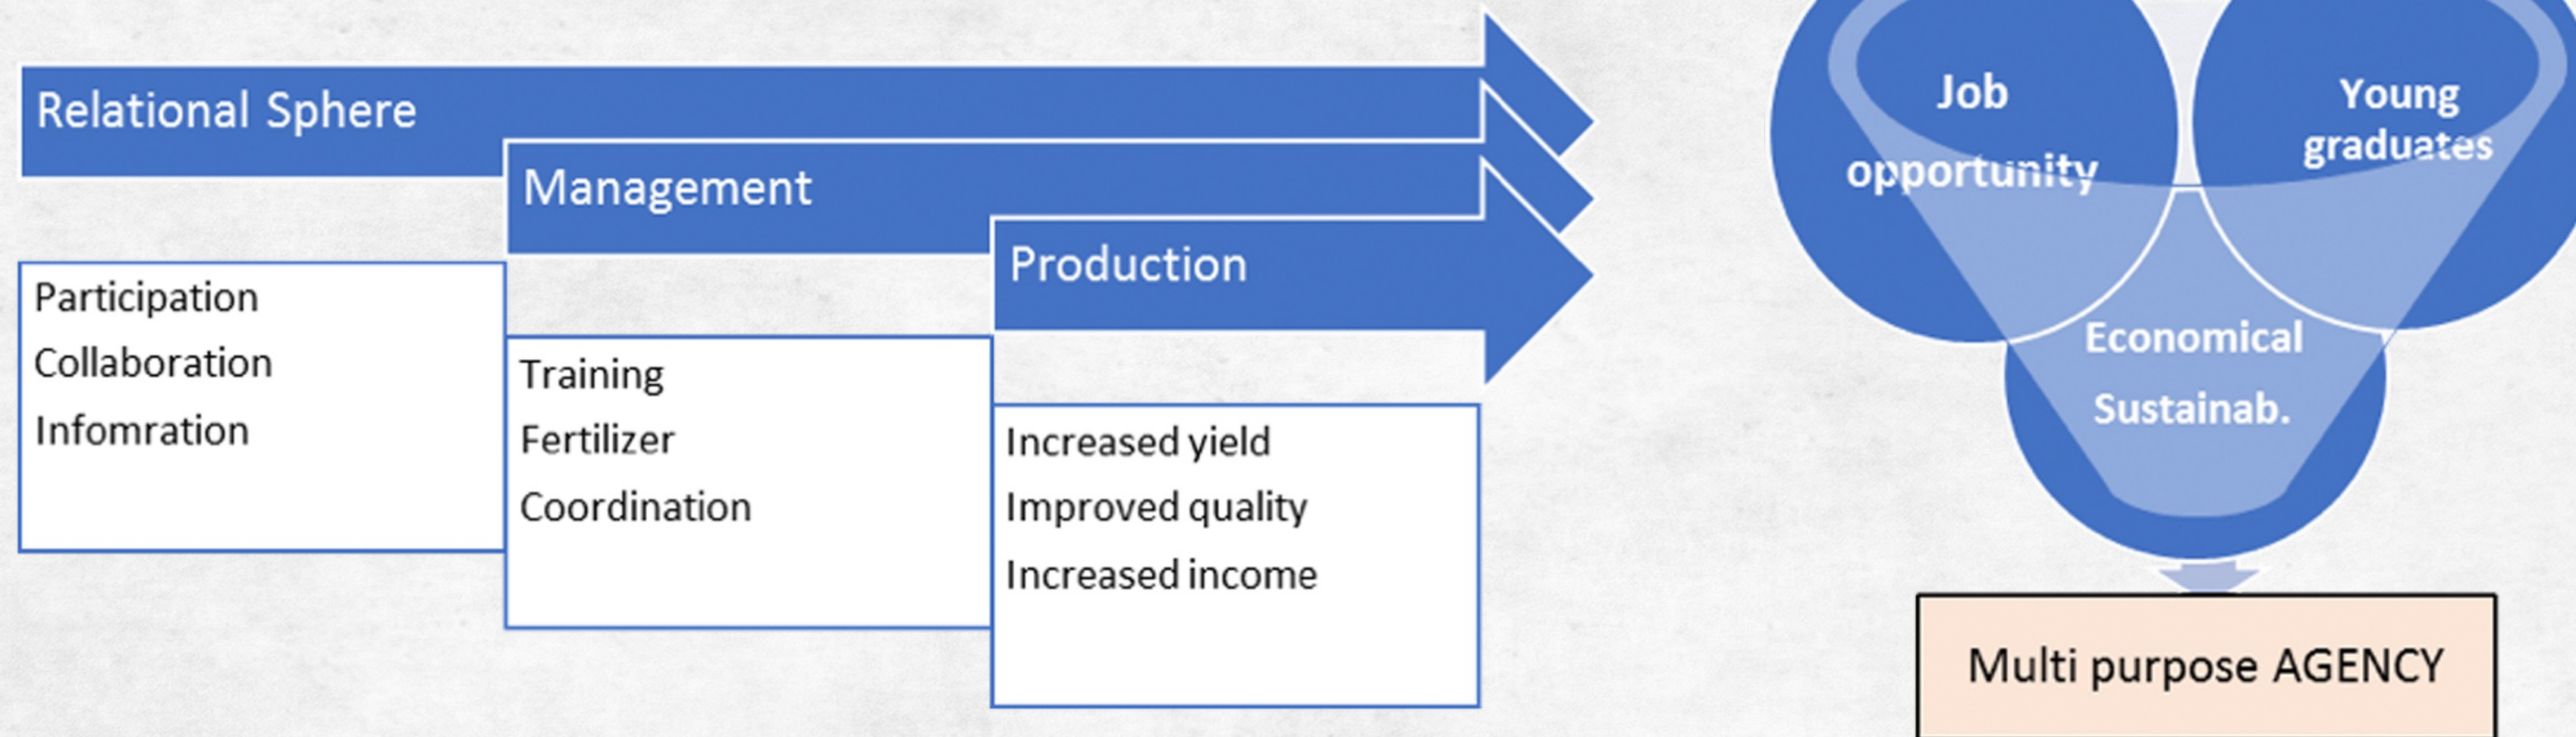 Relational Sphere
Management
Production
Participation
Collaboration
Infomration
Training
Fertilizer
Coordination
Increased yield
Improved quality
Increased income
Job
opportunity
Young
graduates
Economical
Sustainab.
Multi purpose AGENCY